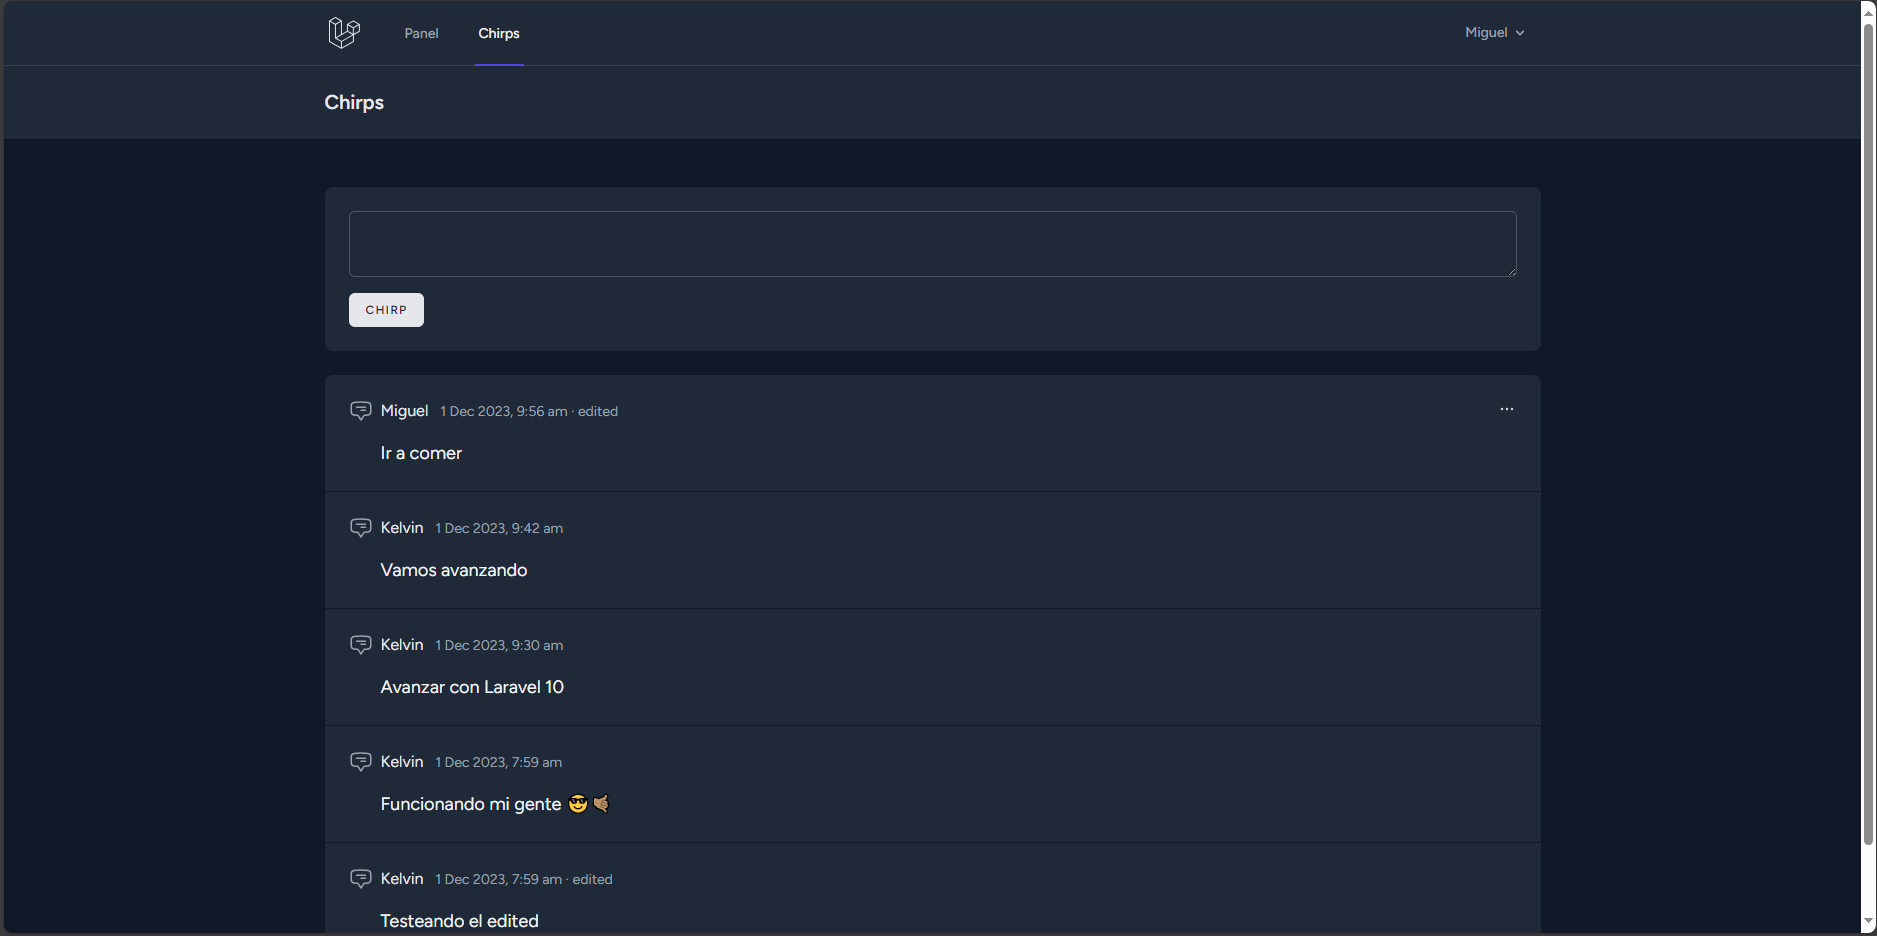 Panel
Chirps
Miguel
Chirps
CHIRP
Miguel 1 Dec 2023, 9:56 am · edited
Ir a comer
Kelvin 1 Dec 2023, 9:42 am
Vamos avanzando
Kelvin 1 Dec 2023, 9:30 am
Avanzar con Laravel 10
Kelvin 1 Dec 2023, 7:59 am
Funcionando mi gente 😎🤙🏽
Kelvin 1 Dec 2023, 7:59 am · edited
Testeando el edited